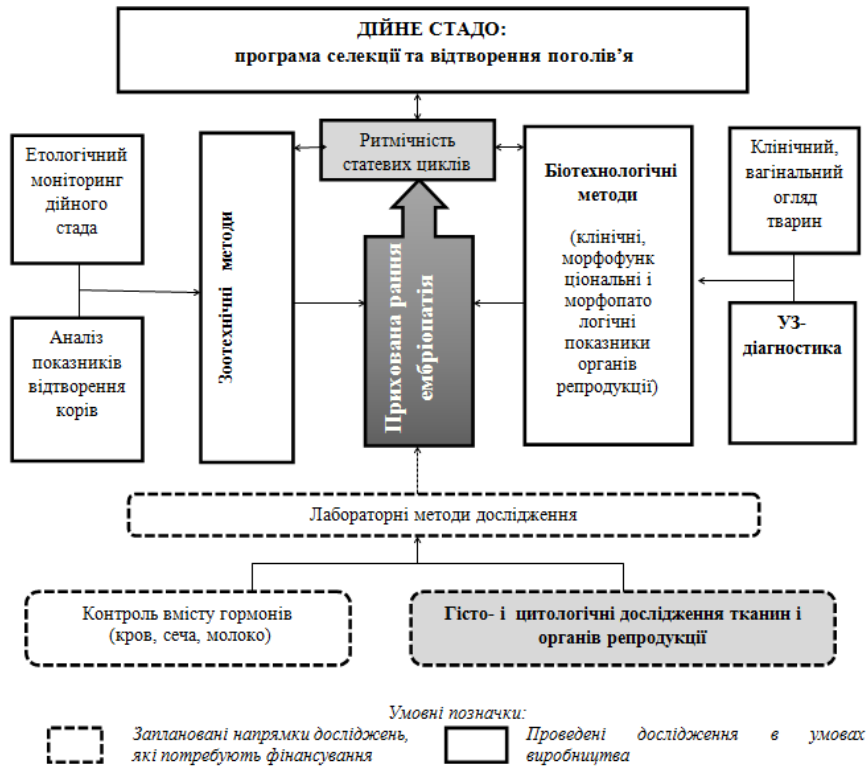 ДІЙНЕ СТАДО:
програма селекції та відтворення поголів'я
Етологічний
моніторинг
дійного
стада
Ритмічність
статевих циклів
Клінічний,
вагінальний
огляд
тварин
Зоотехнічні методи
Прихована рання
ембріопатія
Біотехнологічні
методи
(клінічні,
морфофунк
ціональні і
морфопато
логічні
показники
органів
репродукції)
Аналіз
показників
відтворення
корів
УЗ-
діагностика
Лабораторні методи дослідження
Контроль вмісту гормонів
(кров, сеча, молоко)
Гісто- і цитологічні дослідження тканин і
органів репродукції
Умовні позначки:
Заплановані напрямки досліджень,
які потребують фінансування
Проведені дослідження в умовах
виробництва